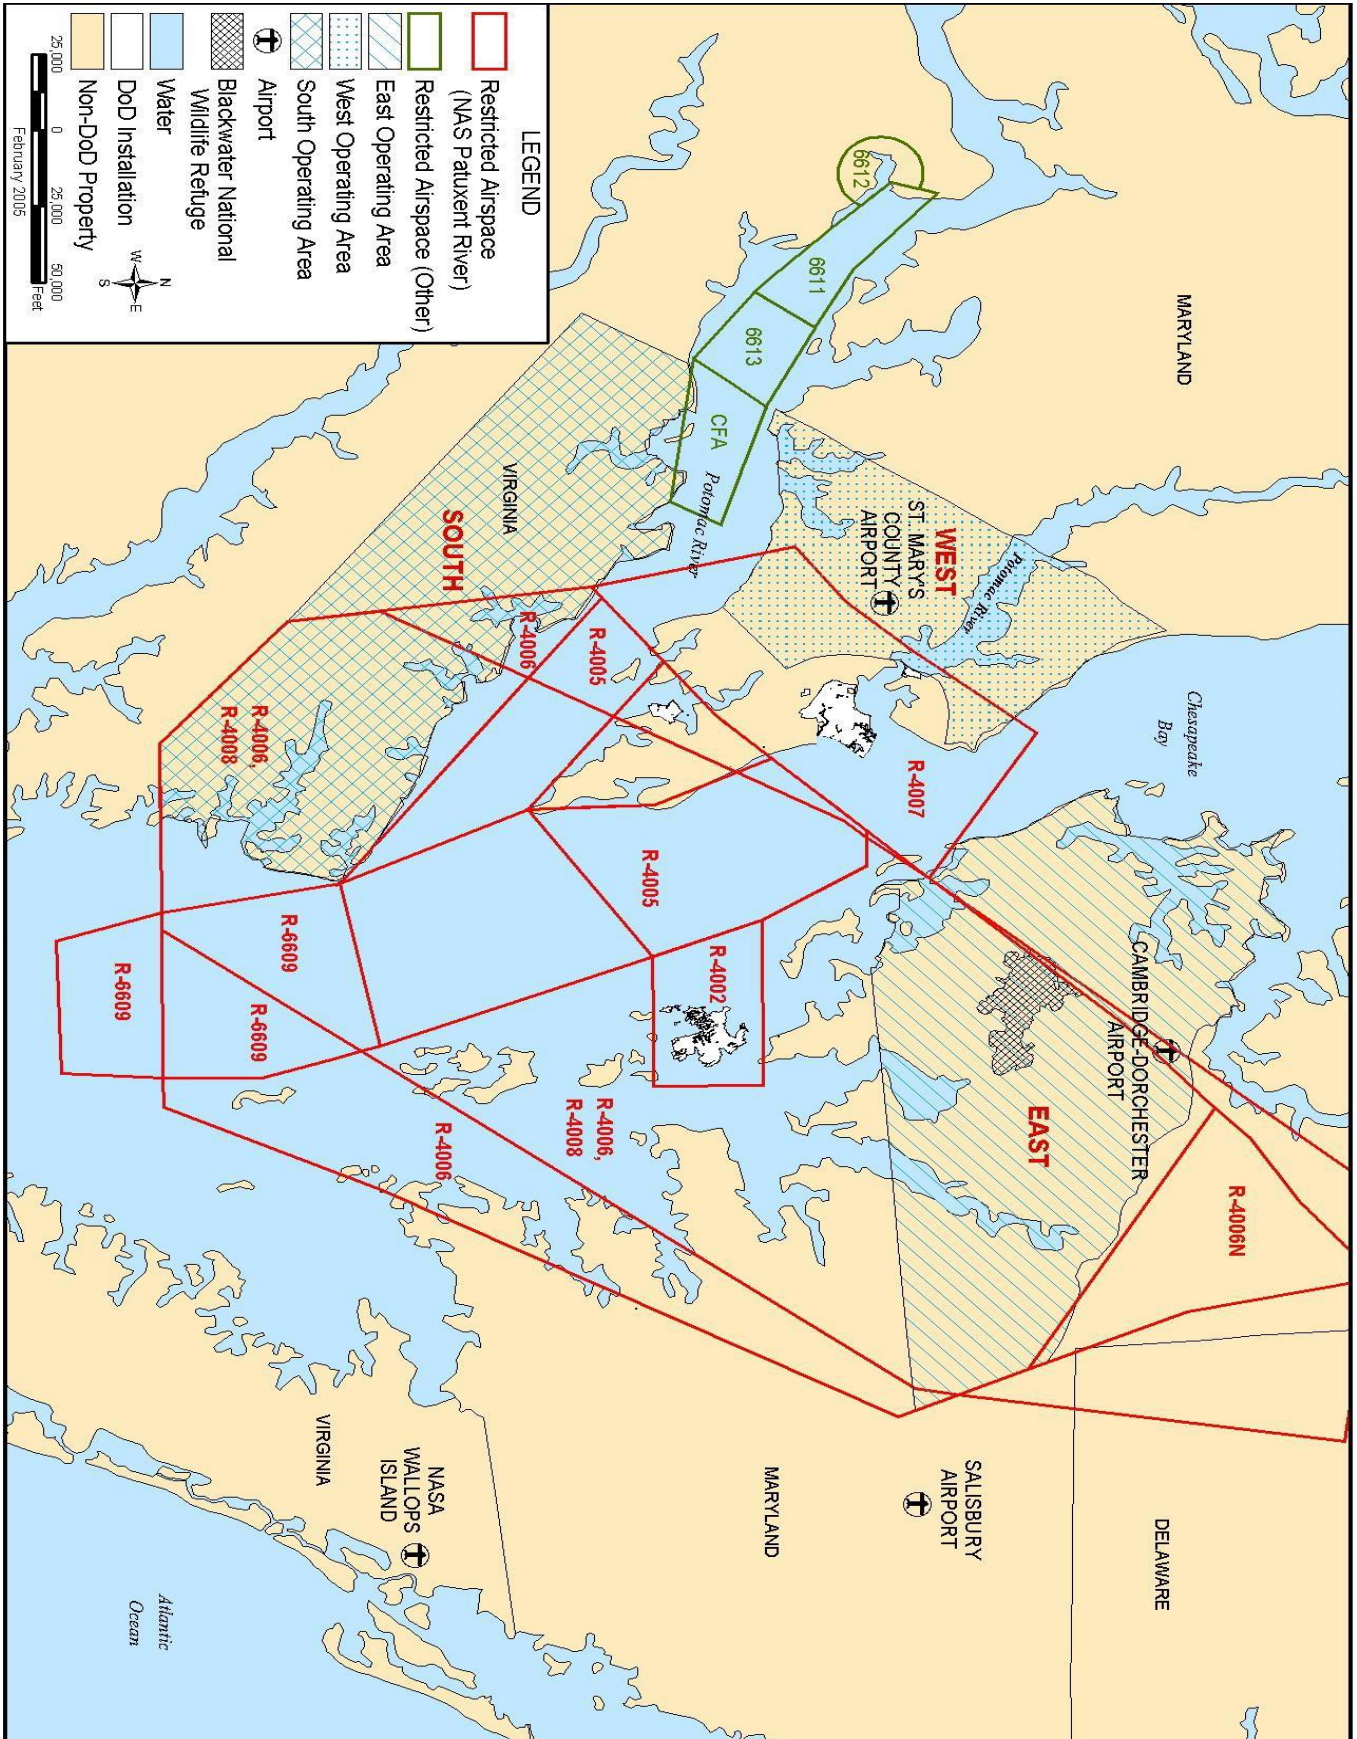 LEGEND
Restricted Airspace
(NAS Patuxent River)
Restricted Airspace (Other)
East Operating Area
West Operating Area
South Operating Area
Airport
Blackwater National
Wildlife Refuge
Water
DoD Installation
Non-DoD Property
N
W
E
S
25,000 0 25,000 50,000
Feet
February 2005
MARYLAND
6612
6611
6613
CFA
Potomac River
WEST
ST. MARY'S
COUNTY
AIRPORT
Potomac River
Chesapeake
Bay
VIRGINIA
SOUTH
R-4006
R-4005
R-4007
R-4006,
R-4008
R-4005
R-4002
CAMBRIDGE-DORCHESTER
AIRPORT
EAST
R-4006N
R-6609
R-6609
R-6609
R-4006,
R-4008
R-4006
SALISBURY
AIRPORT
DELAWARE
MARYLAND
VIRGINIA
NASA
WALLOPS
ISLAND
Atlantic
Ocean